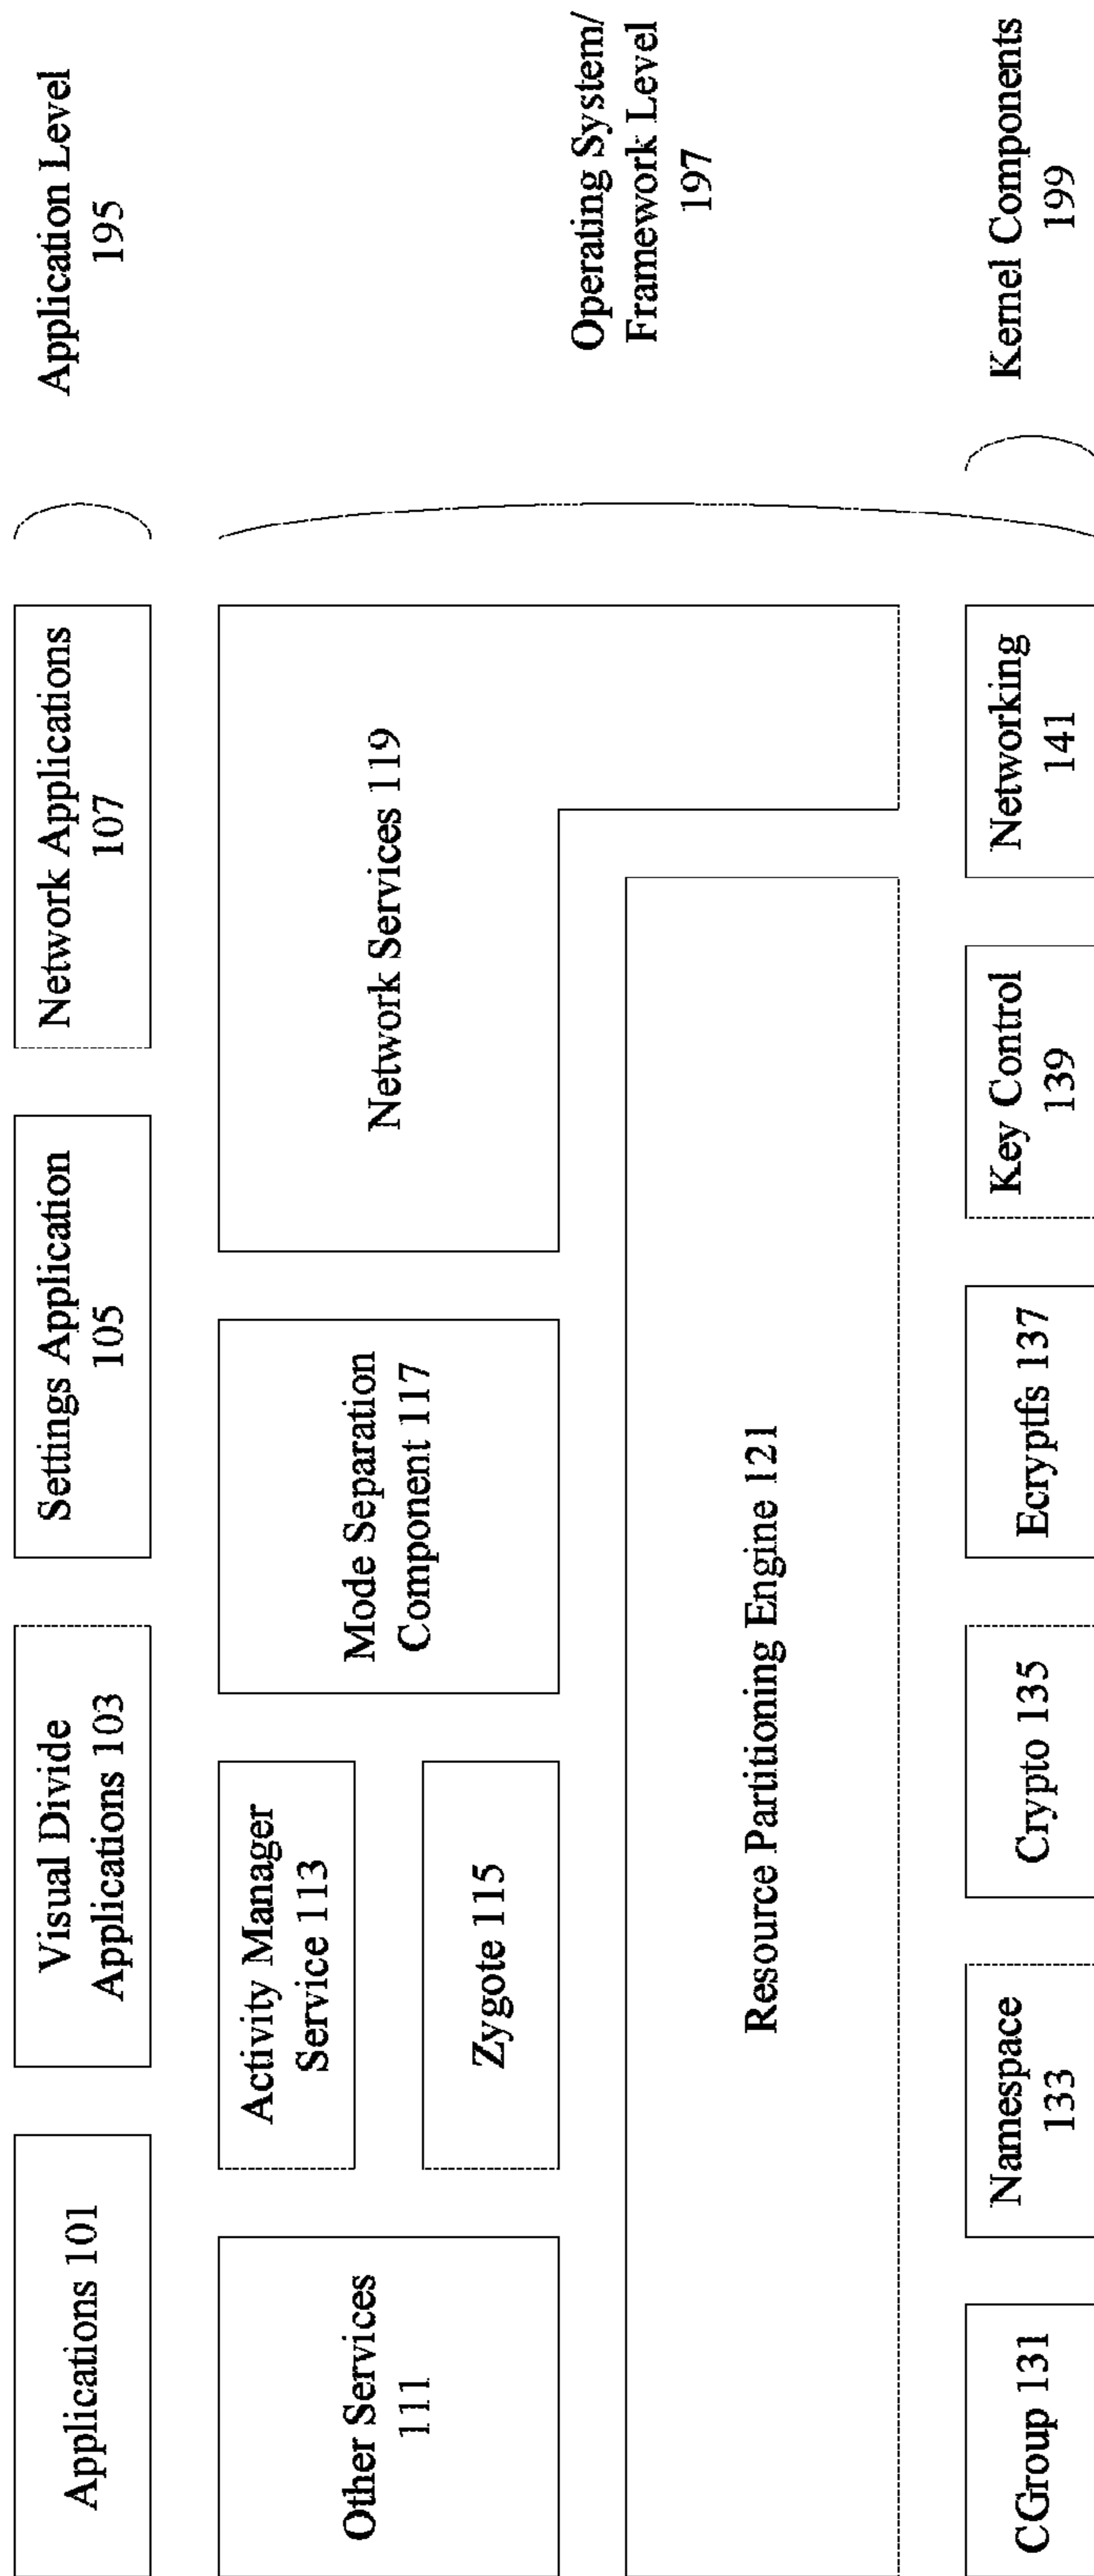 Applications 101
Visual Divide
Applications 103
Settings Application
105
Network Applications
107
Application Level
195
Other Services
111
Activity Manager
Service 113
Zygote 115
Mode Separation
Component 117
Network Services 119
Resource Partitioning Engine 121
Operating System/
Framework Level
197
CGroup 131
Namespace
133
Crypto 135
Ecryptfs 137
Key Control
139
Networking
141
Kernel Components
199